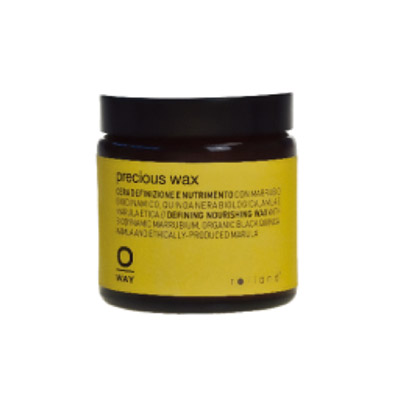 precious wax
CERA DEFINIZIONE E NUTRIMENTO CON MARRUBIO
BIODINAMICO, QUINOA NERA BIOLOGICA, AMLA E
MARULA ETICA // DEFINING NOURISHING WAX WITH
BIODYNAMIC MARRUBIUM, ORGANIC BLACK QUINOA,
AMLA AND ETHICALLY-PRODUCED MARULA
O
WAY
rolland